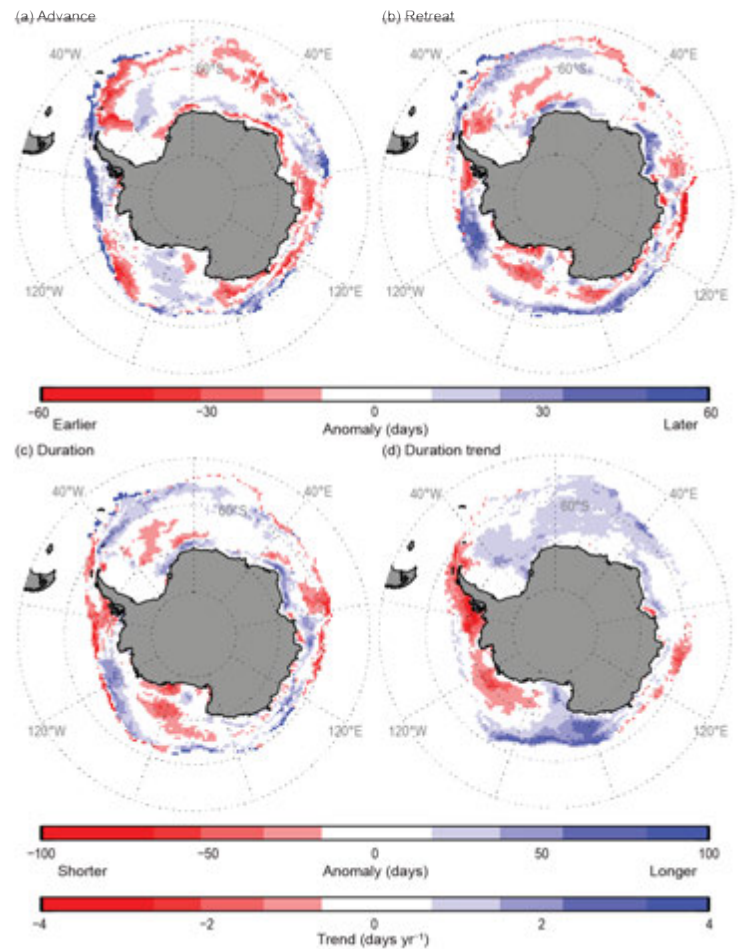 (a) Advance
(b) Retreat
40°W
40°E
60°S
120°W
120°E
40°W
40°E
60°S
120°W
120°E
−60
−30
0
30
60
Earlier
Anomaly (days)
Later
(c) Duration
(d) Duration trend
40°W
40°E
60°S
120°W
120°E
40°W
40°E
60°S
120°W
120°E
−100
−50
0
50
100
Shorter
Anomaly (days)
Longer
−4
−2
0
2
4
Trend (days yr⁻¹)